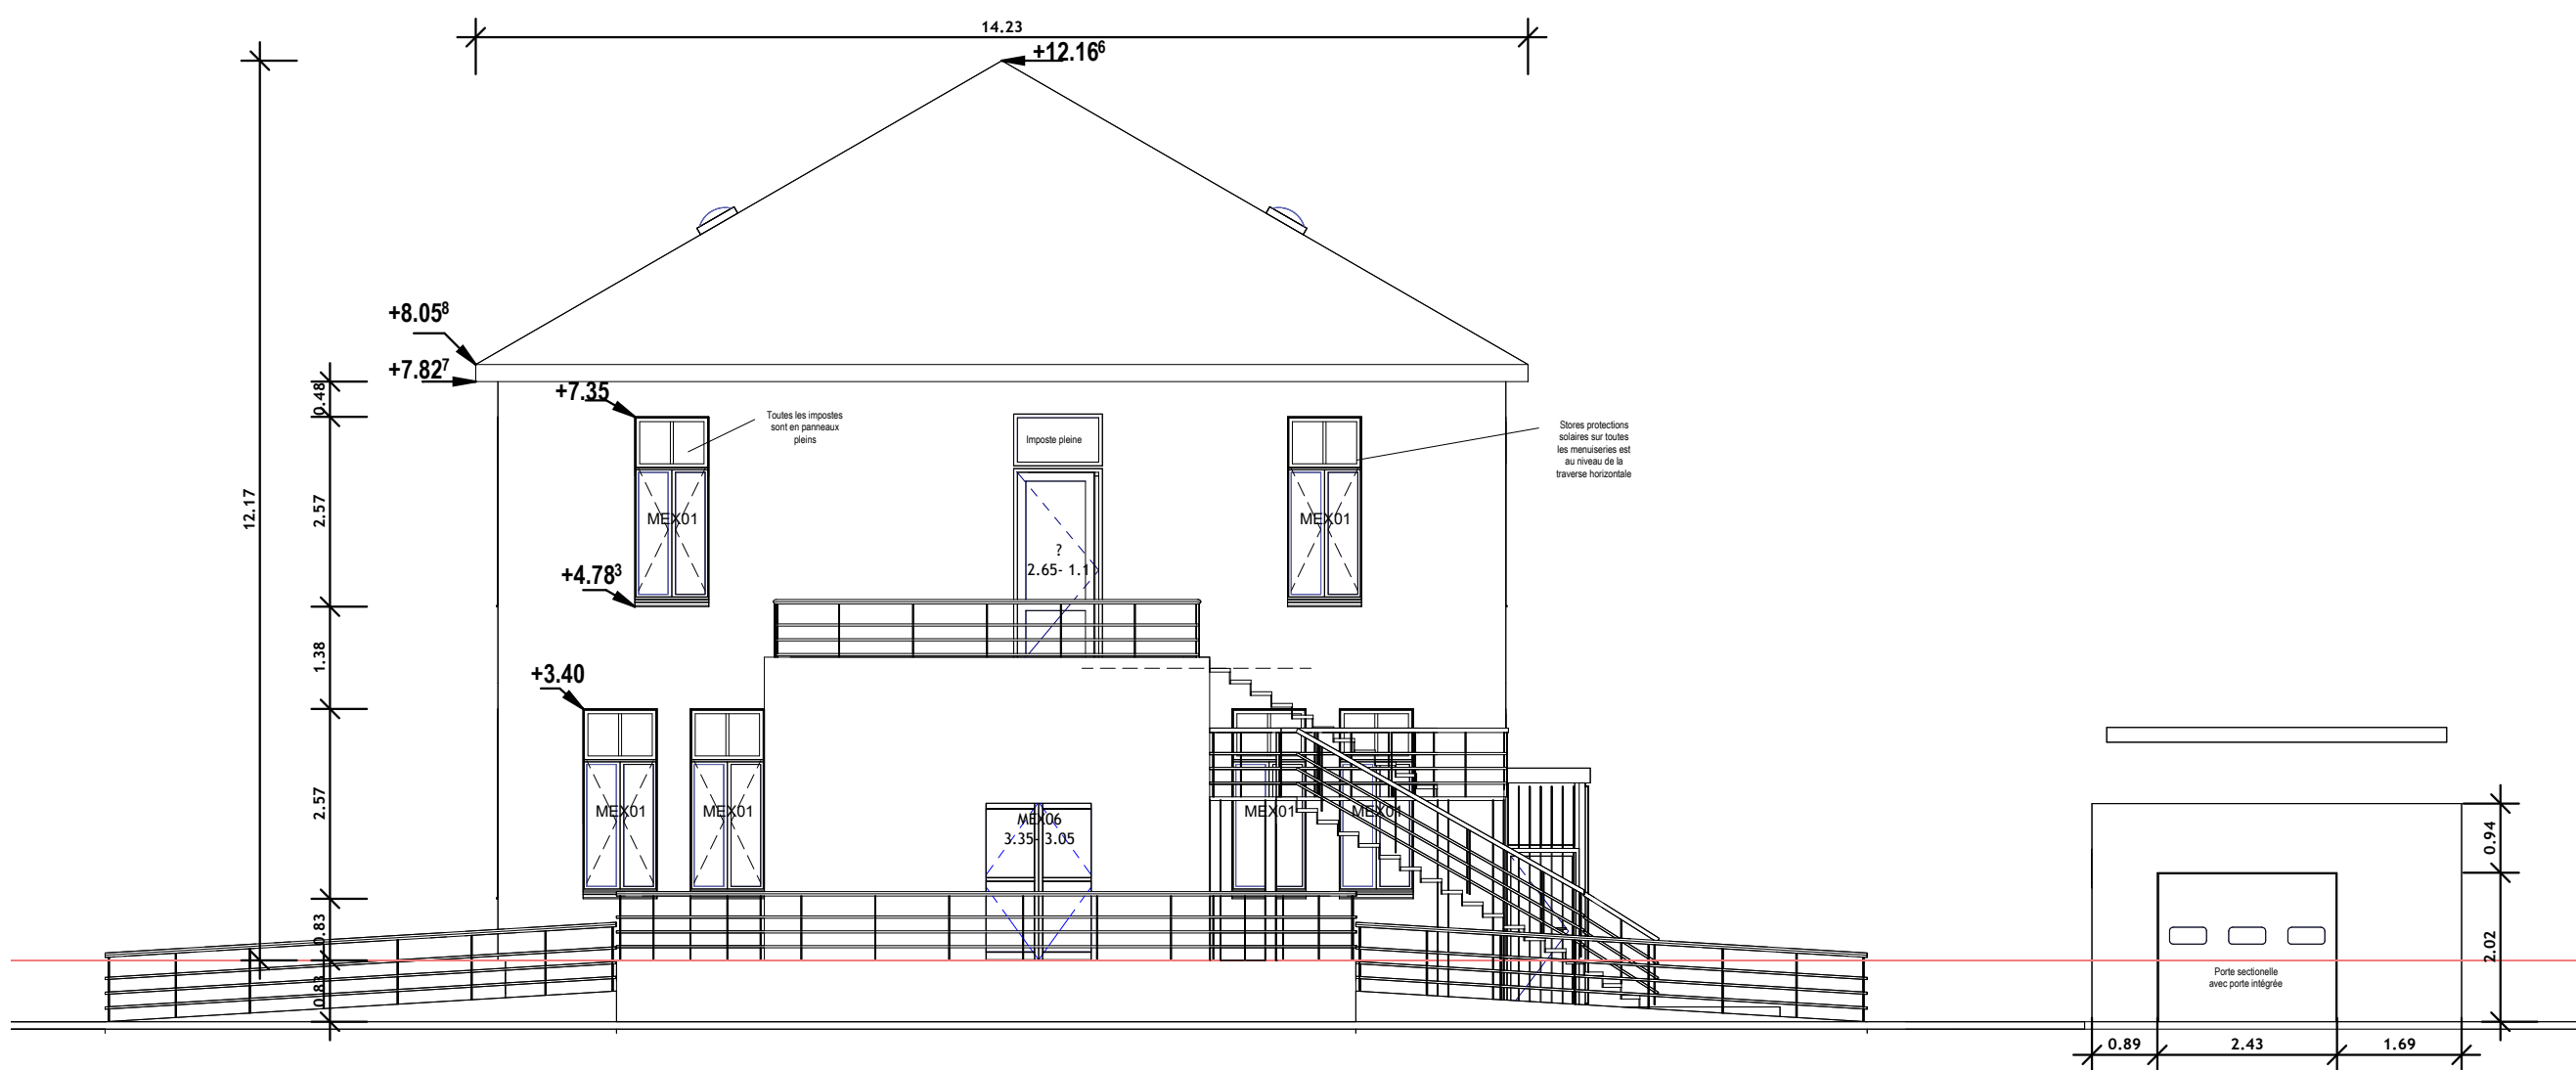 14.23
+12.16⁶
+8.05⁸
+7.82⁷
+7.35
0.48
Toutes les impostes
sont en panneaux
pleins
Imposte pleine
Stores protections
solaires sur toutes
les menuiseries est
au niveau de la
traverse horizontale
12.17
2.57
MEX01
MEX01
?
2.65- 1.1
+4.78³
1.38
+3.40
2.57
MEX01
MEX01
MEX06
3.35- 3.05
MEX01
MEX01
0.94
0.83
2.02
0.83
Porte sectionelle
avec porte intégrée
0.89
2.43
1.69